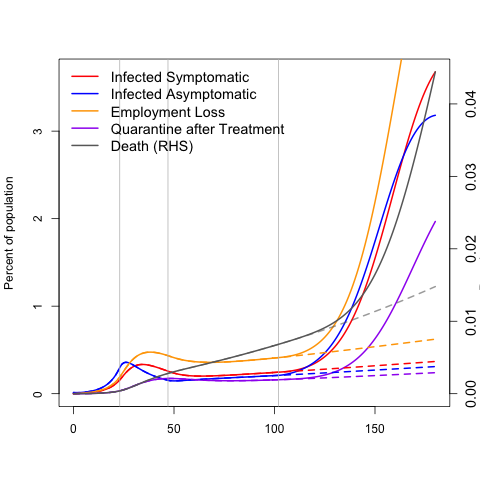 Infected Symptomatic
Infected Asymptomatic
Employment Loss
Quarantine after Treatment
Death (RHS)
Percent of population
0
1
2
3
0.00
0.01
0.02
0.03
0.04
0
50
100
150